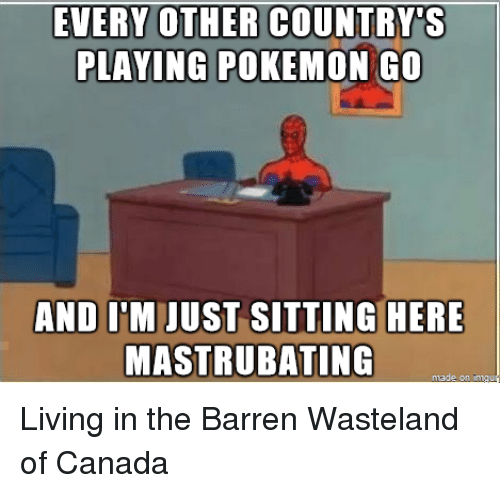 EVERY OTHER COUNTRY'S
PLAYING POKEMON GO
AND I'M JUST SITTING HERE
MASTRUBATING
made on imgur
Living in the Barren Wasteland
of Canada